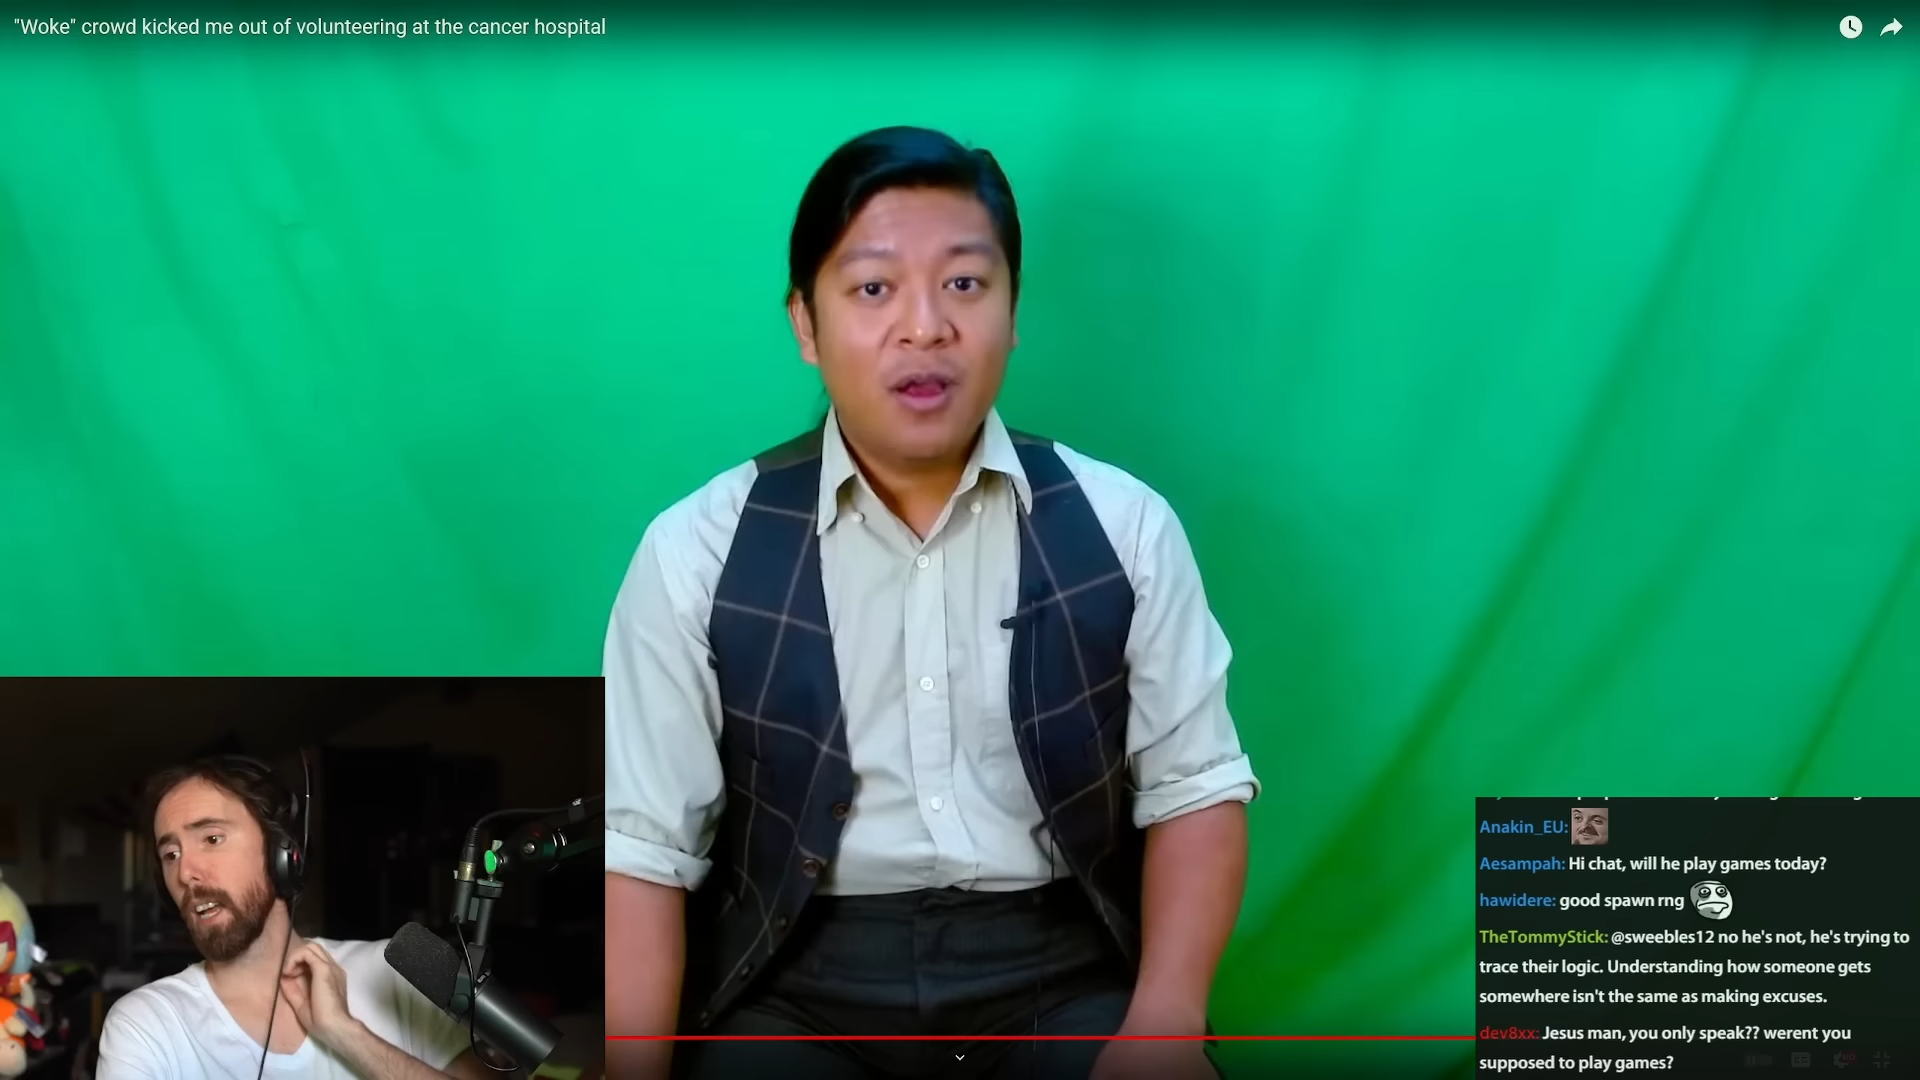 "Woke" crowd kicked me out of volunteering at the cancer hospital
Anakin_EU:
Aesampah: Hi chat, will he play games today?
hawidere: good spawn rng
TheTommyStick: @sweebles12 no he's not, he's trying to
trace their logic. Understanding how someone gets
somewhere isn't the same as making excuses.
dev8xx: Jesus man, you only speak?? werent you
supposed to play games?